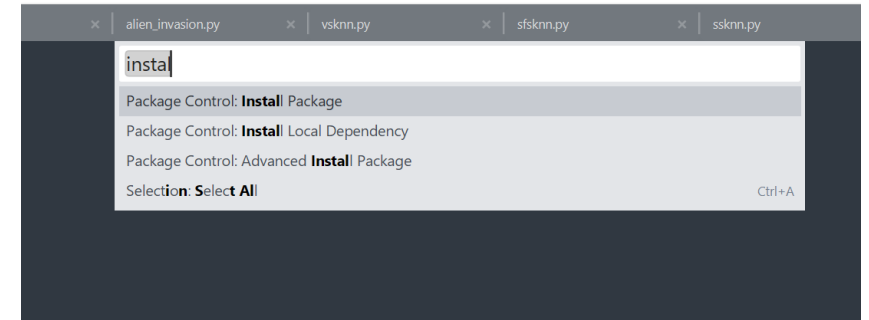 × alien_invasion.py × vsknn.py × sfsknn.py × ssknn.py
instal
Package Control: Install Package
Package Control: Install Local Dependency
Package Control: Advanced Install Package
Selection: Select All Ctrl+A